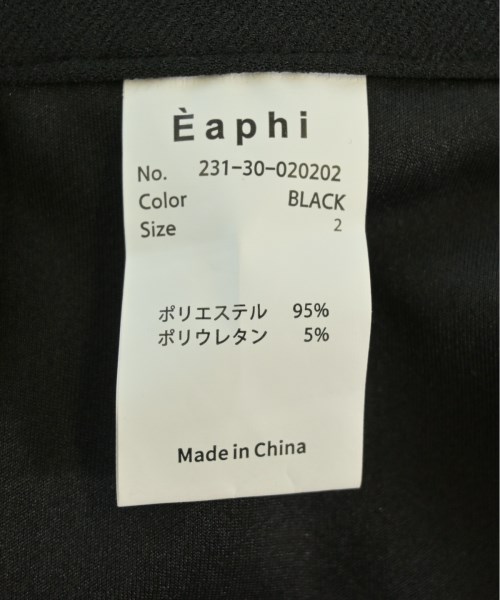 Èaphi
No. 231-30-020202
Color BLACK
Size 2
ポリエステル 95%
ポリウレタン 5%
Made in China